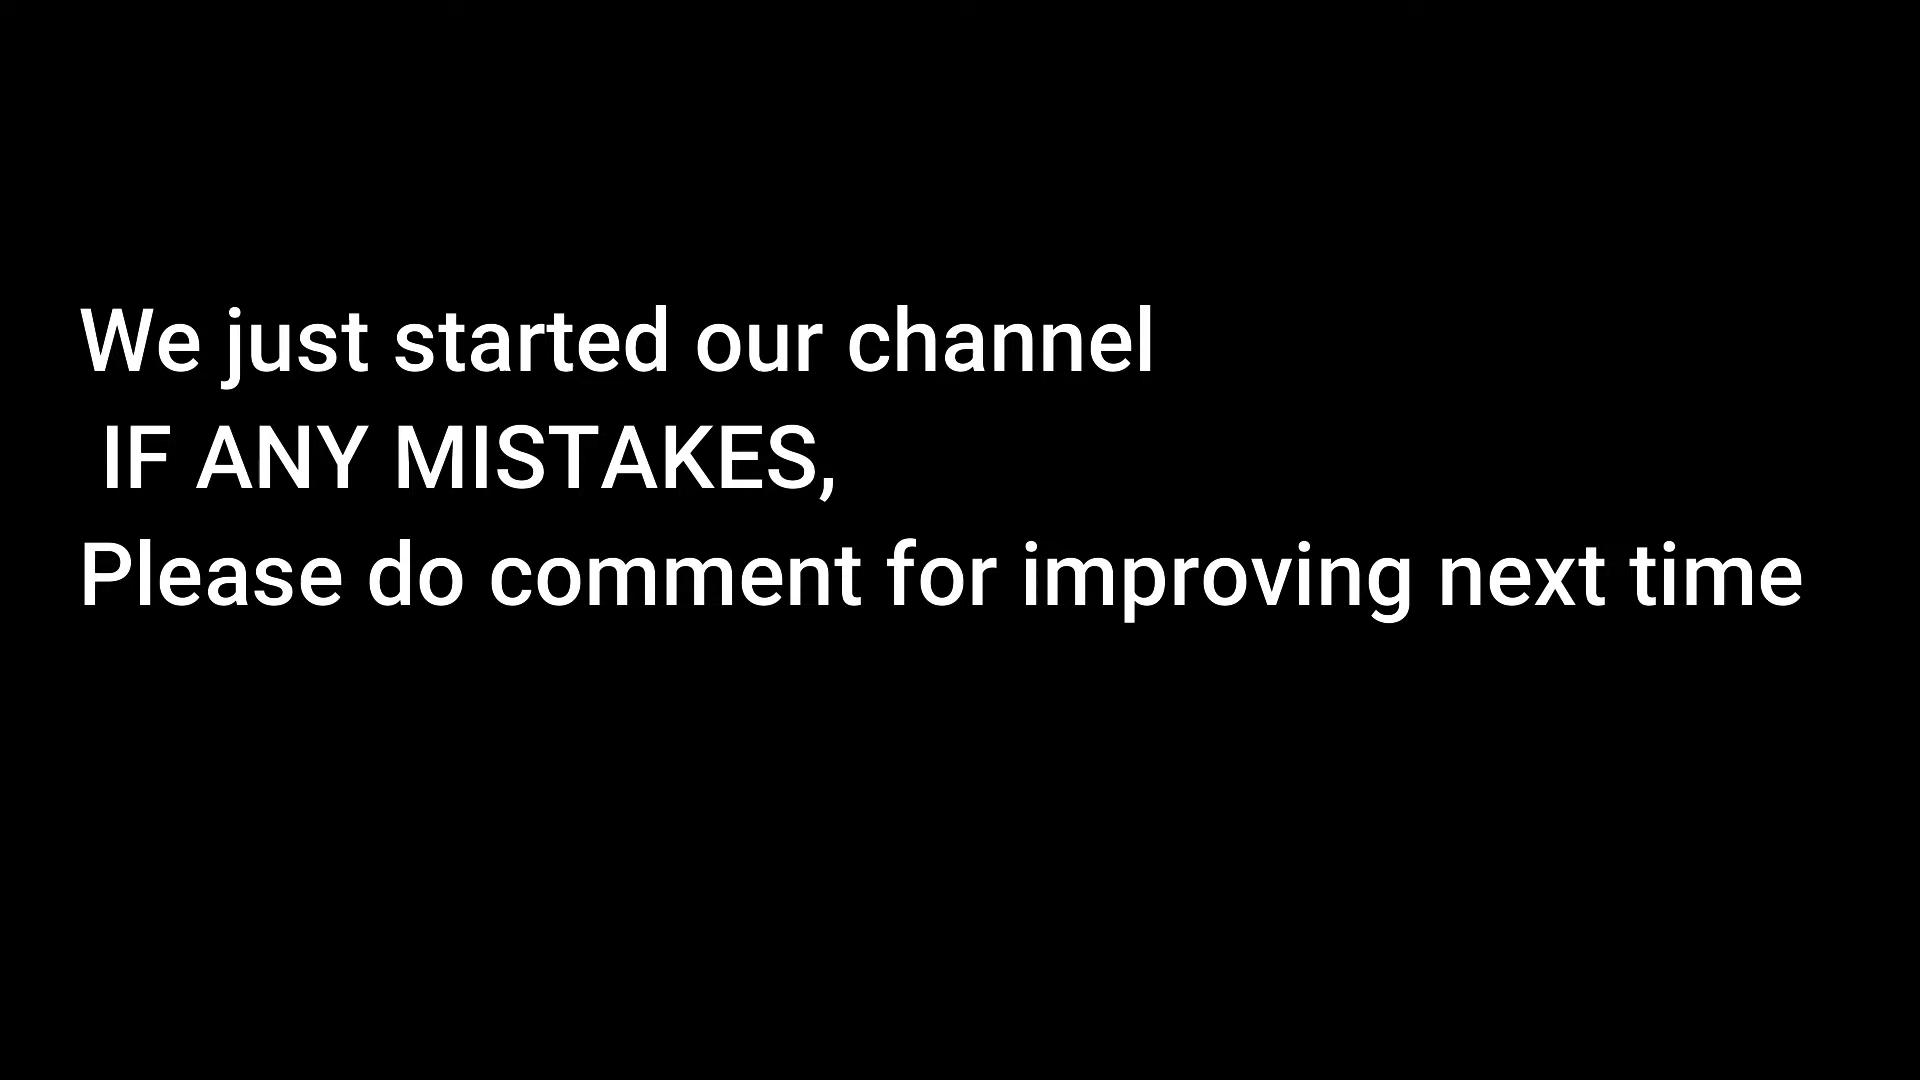 We just started our channel
IF ANY MISTAKES,
Please do comment for improving next time